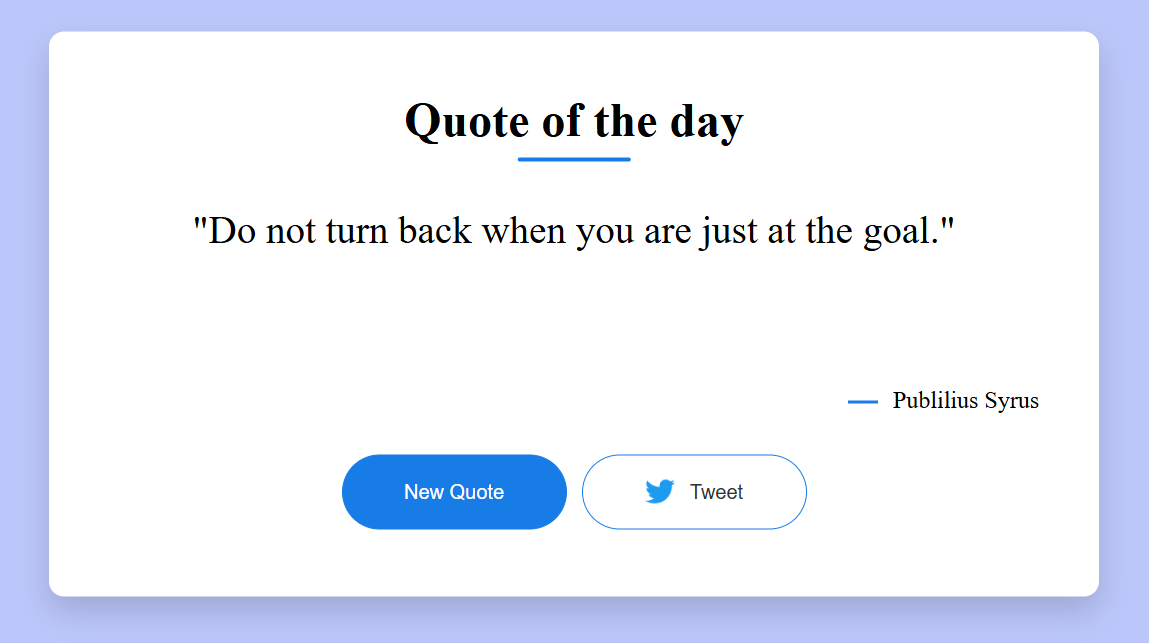 Quote of the day
"Do not turn back when you are just at the goal."
Publilius Syrus
New Quote
Tweet